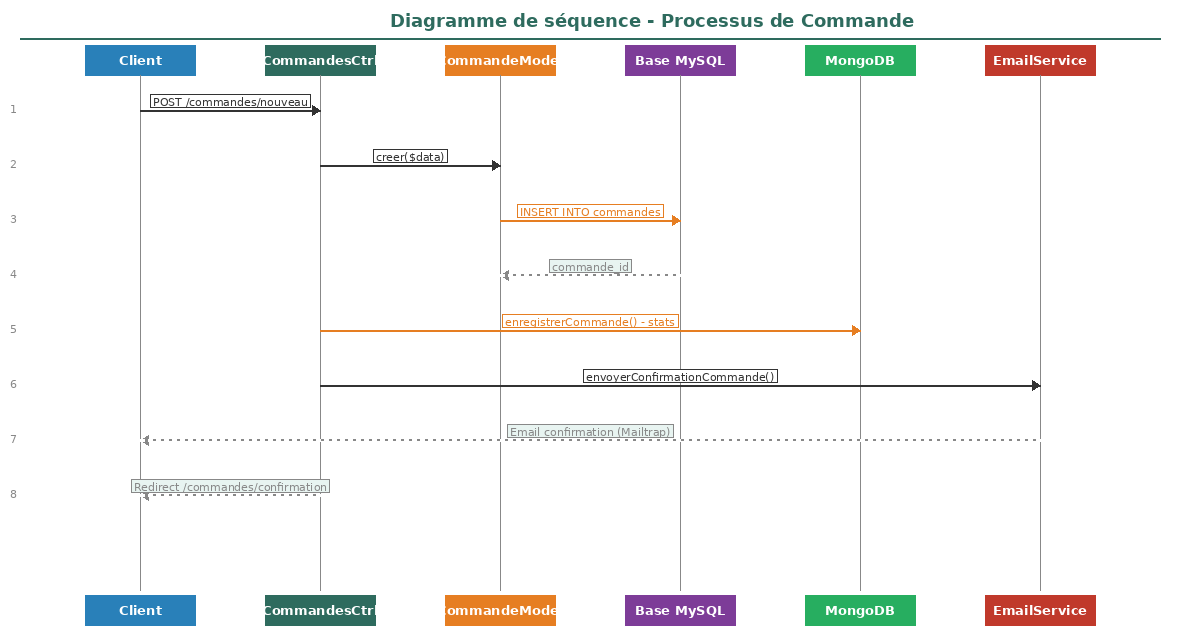 Diagramme de séquence - Processus de Commande
Client
CommandesCtrl
CommandeModel
Base MySQL
MongoDB
EmailService
1
POST /commandes/nouveau
2
creer($data)
3
INSERT INTO commandes
4
commande_id
5
enregistrerCommande() - stats
6
envoyerConfirmationCommande()
7
Email confirmation (Mailtrap)
8
Redirect /commandes/confirmation
Client
CommandesCtrl
CommandeModel
Base MySQL
MongoDB
EmailService